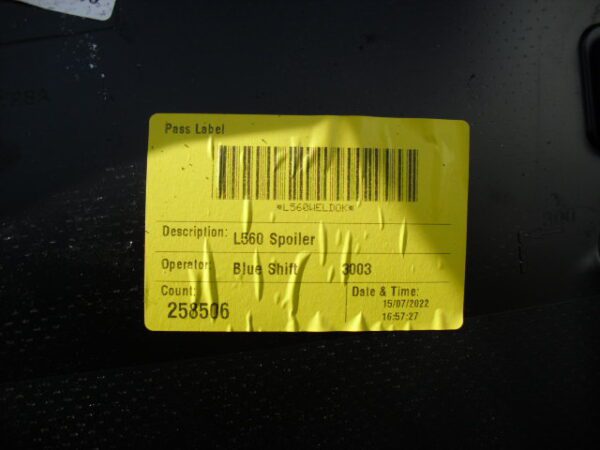 Pass Label
*L560WELDOK*
Description: L560 Spoiler
Operator: Blue Shift 3003
Count: Date & Time:
258506 15/07/2022
16:57:27